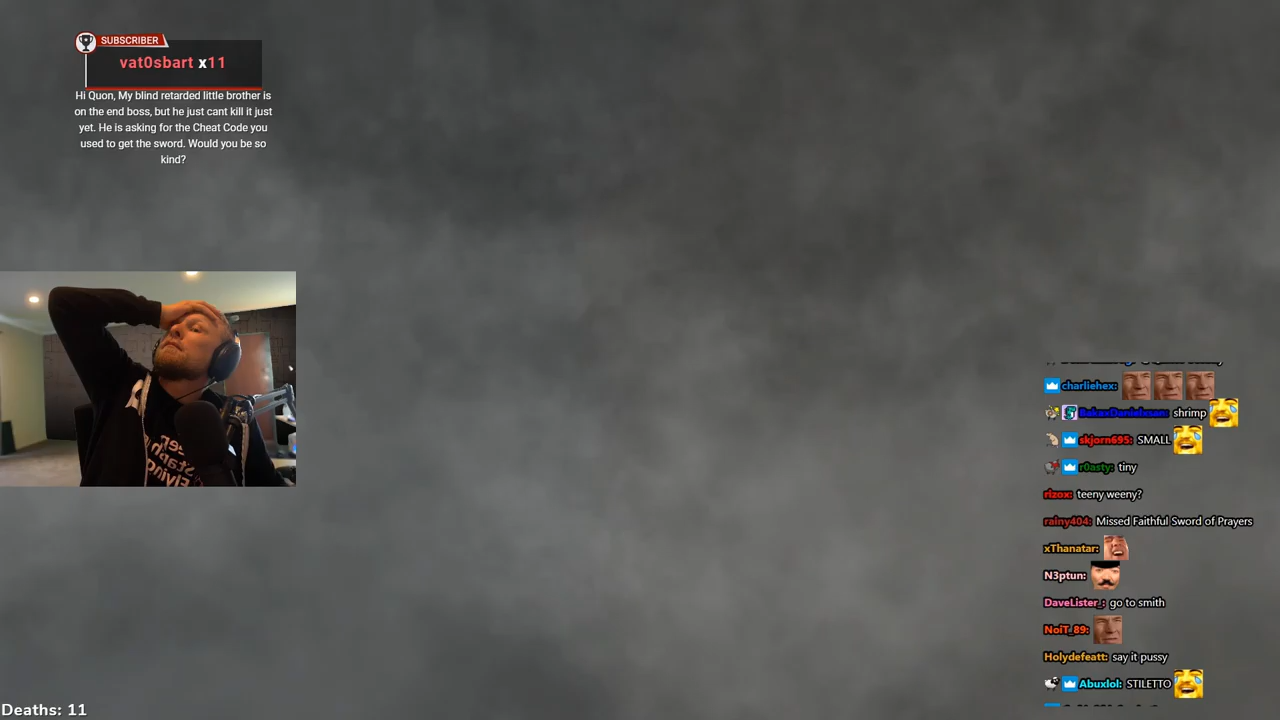 SUBSCRIBER
vat0sbart x11
Hi Quon, My blind retarded little brother is
on the end boss, but he just cant kill it just
yet. He is asking for the Cheat Code you
used to get the sword. Would you be so
kind?
charliehex:
BakaxDanielxsan: shrimp
skjorn695: SMALL
r0asty: tiny
rizox: teeny weeny?
rainy404: Missed Faithful Sword of Prayers
xThanatar:
N3ptun:
DaveLister_: go to smith
NoiT_89:
Holydefeatt: say it pussy
Abuxlol: STILETTO
Deaths: 11